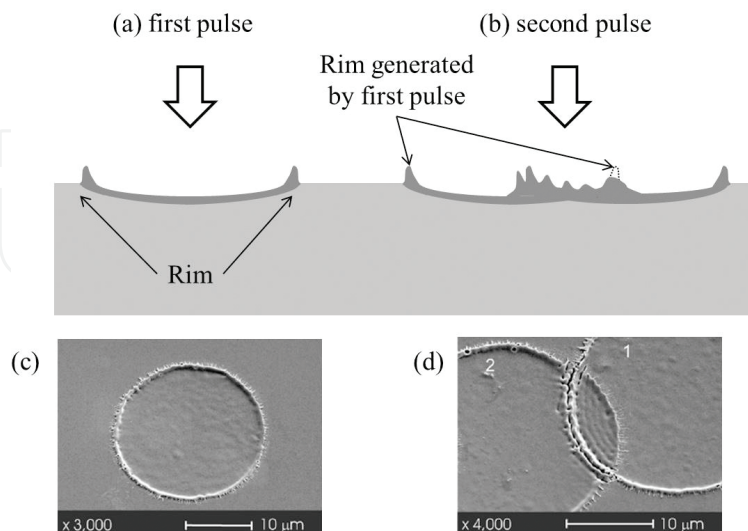 (a) first pulse
(b) second pulse
Rim generated
by first pulse
Rim
(c)
(d)
1
2
x 3,000
10 µm
x 4,000
10 µm